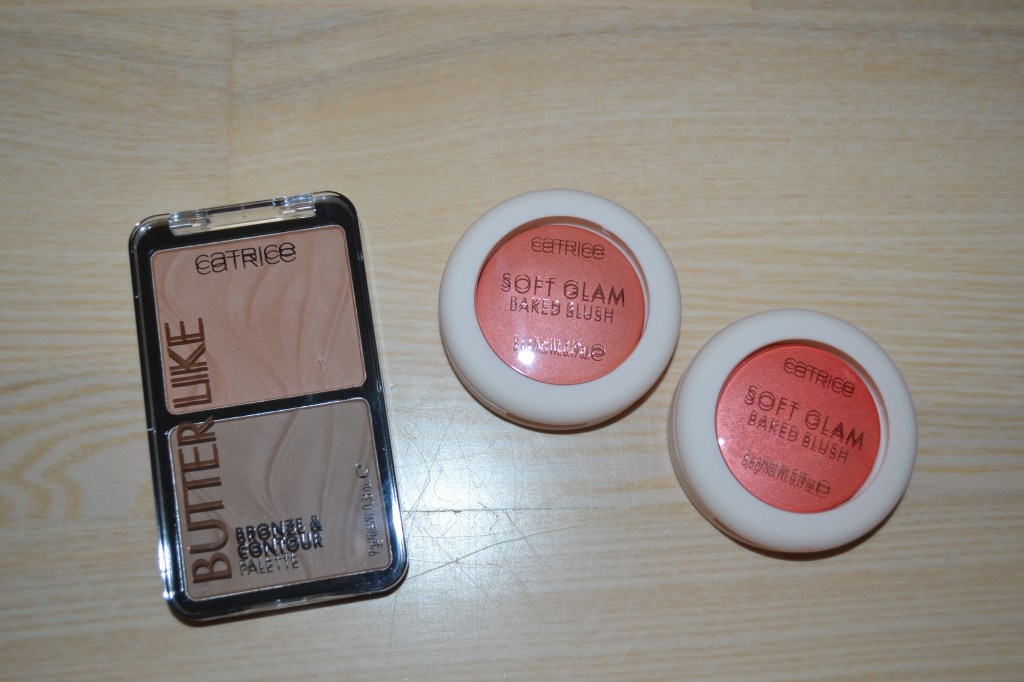 CATRICE
BUTTER LIKE
BRONZE &
CONTOUR
PALETTE
CATRICE
SOFT GLAM
BAKED BLUSH
CATRICE
SOFT GLAM
BAKED BLUSH